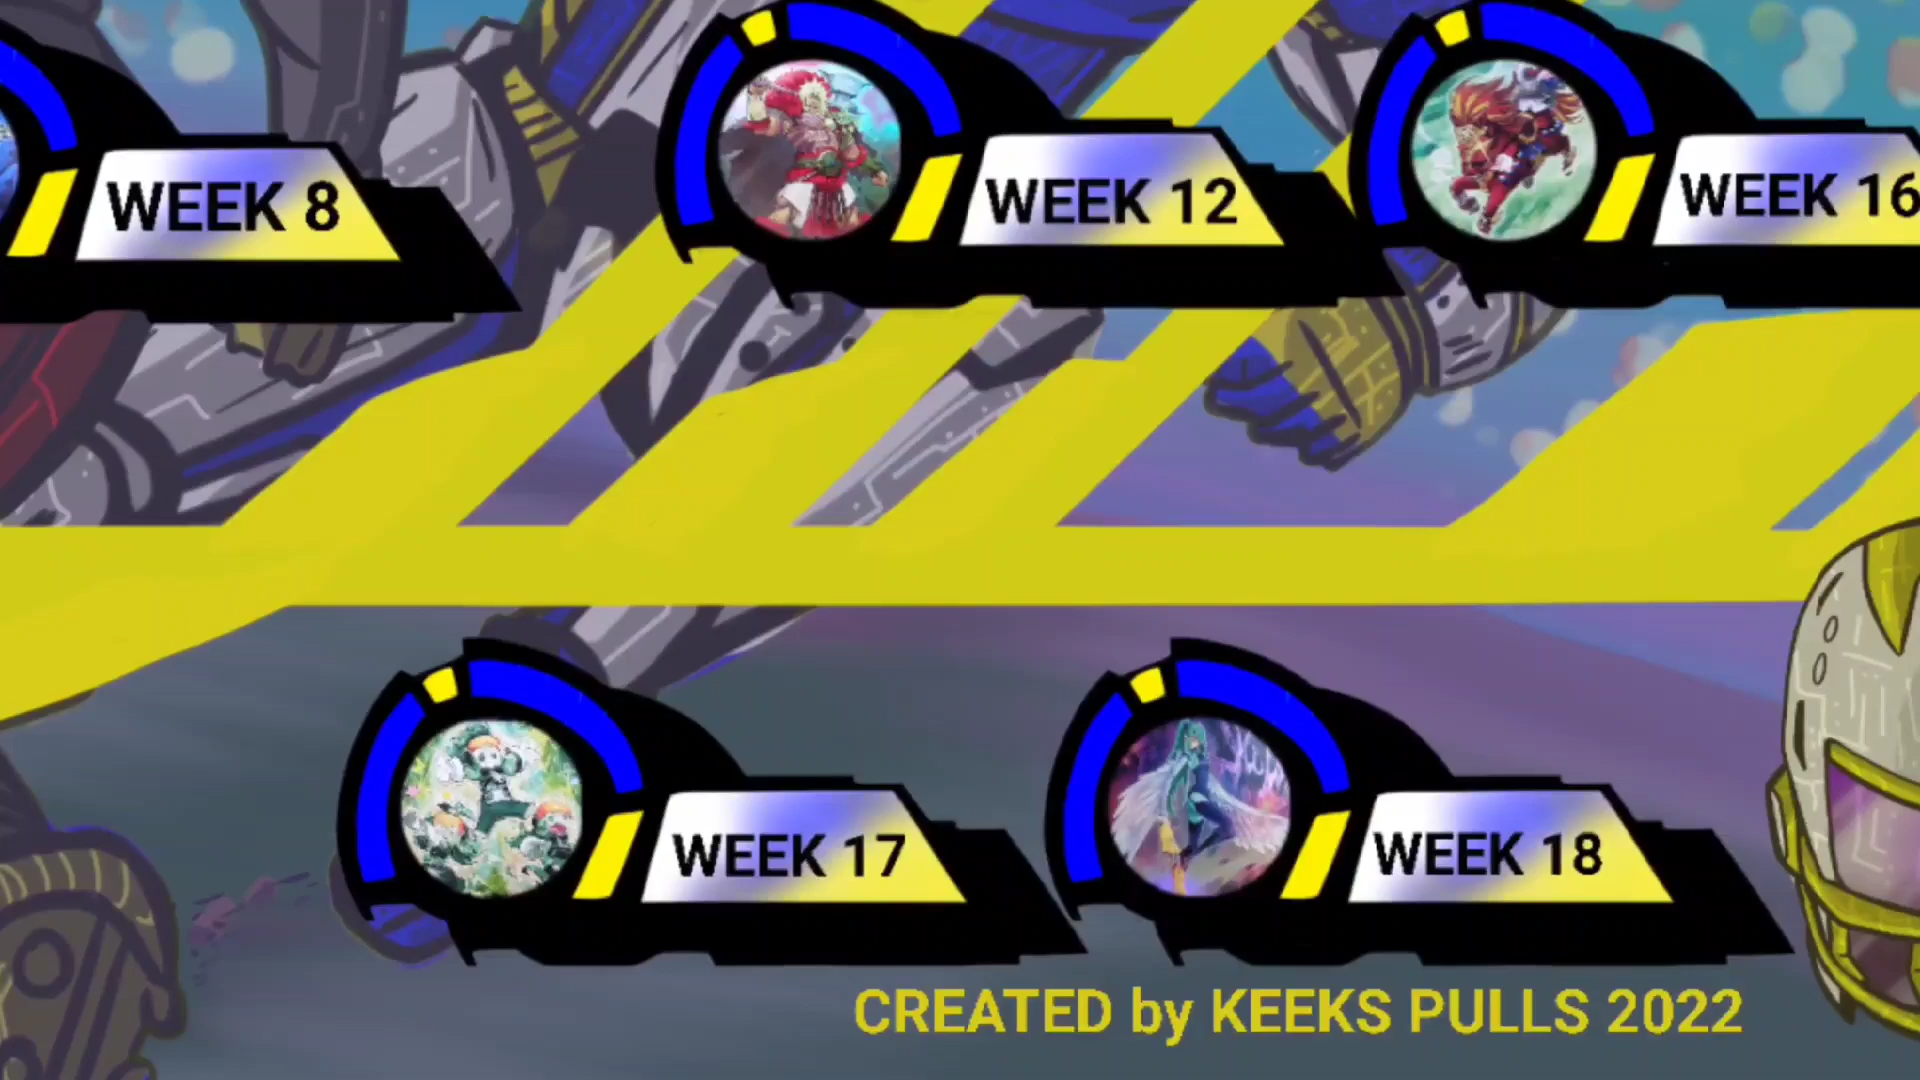 WEEK 8
WEEK 12
WEEK 16
WEEK 17
WEEK 18
CREATED by KEEKS PULLS 2022